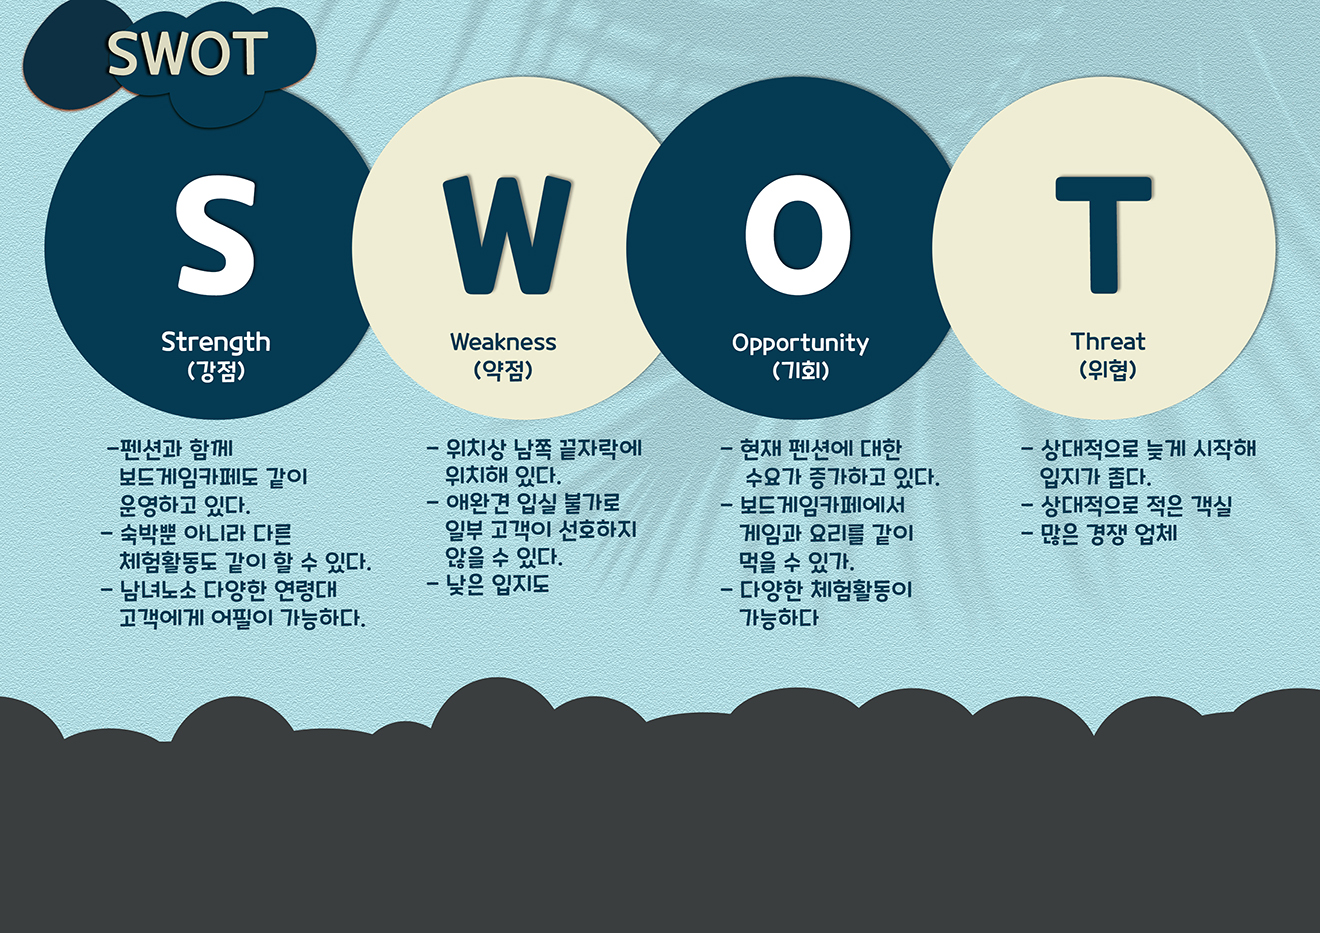 SWOT
S
Strength
(강점)
W
Weakness
(약점)
O
Opportunity
(기회)
T
Threat
(위협)
-펜션과 함께
보드게임카페도 같이
운영하고 있다.
- 숙박뿐 아니라 다른
체험활동도 같이 할 수 있다.
- 남녀노소 다양한 연령대
고객에게 어필이 가능하다.
- 위치상 남쪽 끝자락에
위치해 있다.
- 애완견 입실 불가로
일부 고객이 선호하지
않을 수 있다.
- 낮은 입지도
- 현재 펜션에 대한
수요가 증가하고 있다.
- 보드게임카페에서
게임과 요리를 같이
먹을 수 있가.
- 다양한 체험활동이
가능하다
- 상대적으로 늦게 시작해
입지가 좁다.
- 상대적으로 적은 객실
- 많은 경쟁 업체